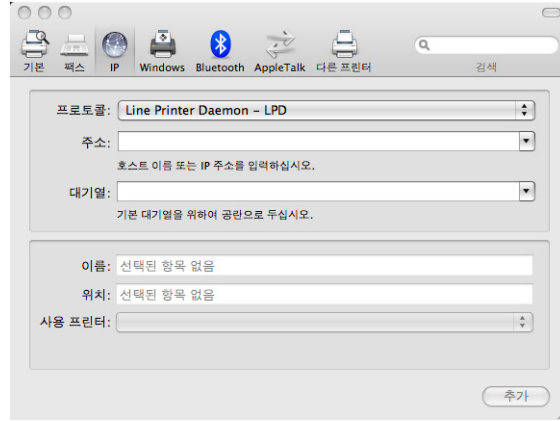 기본 팩스 IP Windows Bluetooth AppleTalk 다른 프린터 검색
프로토콜: Line Printer Daemon – LPD
주소:
호스트 이름 또는 IP 주소를 입력하십시오.
대기열:
기본 대기열을 위하여 공란으로 두십시오.
이름: 선택된 항목 없음
위치: 선택된 항목 없음
사용 프린터:
추가